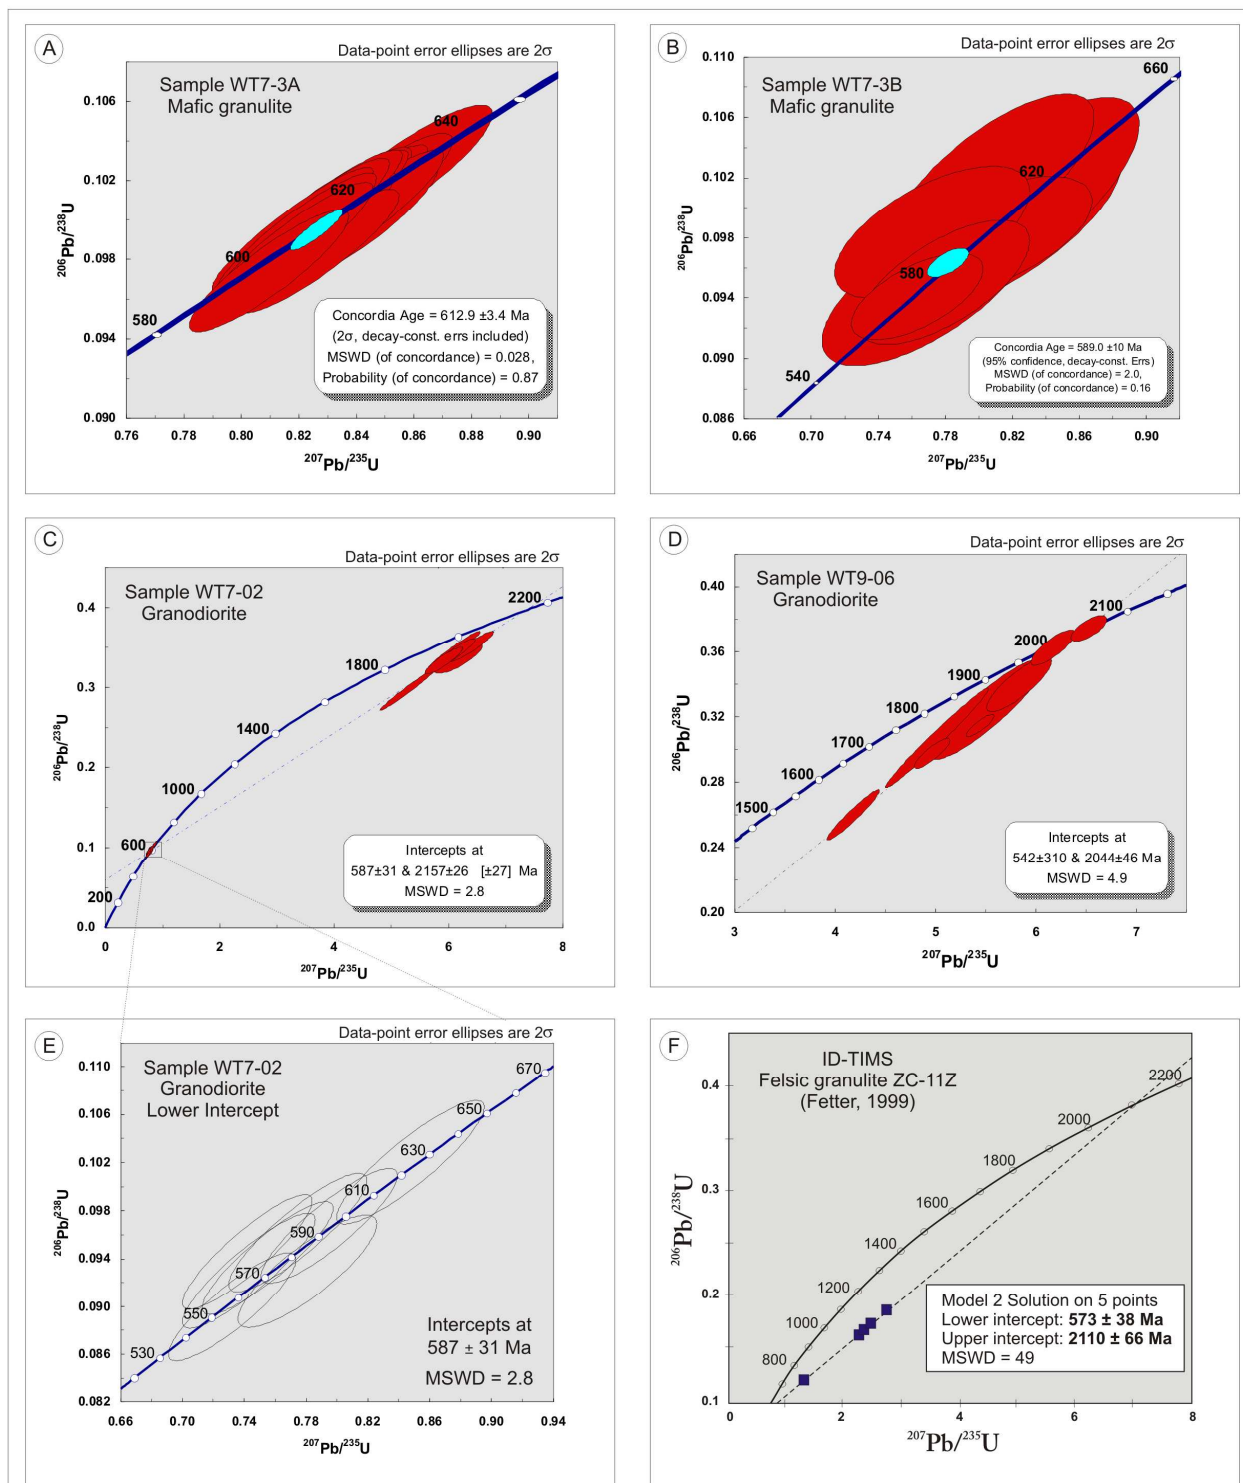 A
Data-point error ellipses are 2σ
Sample WT7-3A
Mafic granulite
0.106
0.102
0.098
0.094
0.090
206Pb/238U
640
620
600
580
Concordia Age = 612.9 ±3.4 Ma
(2σ, decay-const. errs included)
MSWD (of concordance) = 0.028,
Probability (of concordance) = 0.87
0.76 0.78 0.80 0.82 0.84 0.86 0.88 0.90
207Pb/235U
B
Data-point error ellipses are 2σ
Sample WT7-3B
Mafic granulite
0.110
0.106
0.102
0.098
0.094
0.090
0.086
206Pb/238U
660
620
580
540
Concordia Age = 589.0 ±10 Ma
(95% confidence, decay-const. Errs)
MSWD (of concordance) = 2.0,
Probability (of concordance) = 0.16
0.66 0.70 0.74 0.78 0.82 0.86 0.90
207Pb/235U
C
Data-point error ellipses are 2σ
Sample WT7-02
Granodiorite
0.4
0.3
0.2
0.1
0.0
206Pb/238U
2200
1800
1400
1000
600
200
Intercepts at
587±31 & 2157±26 [±27] Ma
MSWD = 2.8
0 2 4 6 8
207Pb/235U
D
Data-point error ellipses are 2σ
Sample WT9-06
Granodiorite
0.40
0.36
0.32
0.28
0.24
0.20
206Pb/238U
2100
2000
1900
1800
1700
1600
1500
Intercepts at
542±310 & 2044±46 Ma
MSWD = 4.9
3 4 5 6 7
207Pb/235U
E
Data-point error ellipses are 2σ
Sample WT7-02
Granodiorite
Lower Intercept
0.110
0.106
0.102
0.098
0.094
0.090
0.086
0.082
206Pb/238U
670
650
630
610
590
570
550
530
Intercepts at
587 ± 31 Ma
MSWD = 2.8
0.66 0.70 0.74 0.78 0.82 0.86 0.90 0.94
207Pb/235U
F
ID-TIMS
Felsic granulite ZC-11Z
(Fetter, 1999)
0.4
0.3
0.2
0.1
206Pb/238U
2200
2000
1800
1600
1400
1200
1000
800
Model 2 Solution on 5 points
Lower intercept: 573 ± 38 Ma
Upper intercept: 2110 ± 66 Ma
MSWD = 49
0 2 4 6 8
207Pb/235U